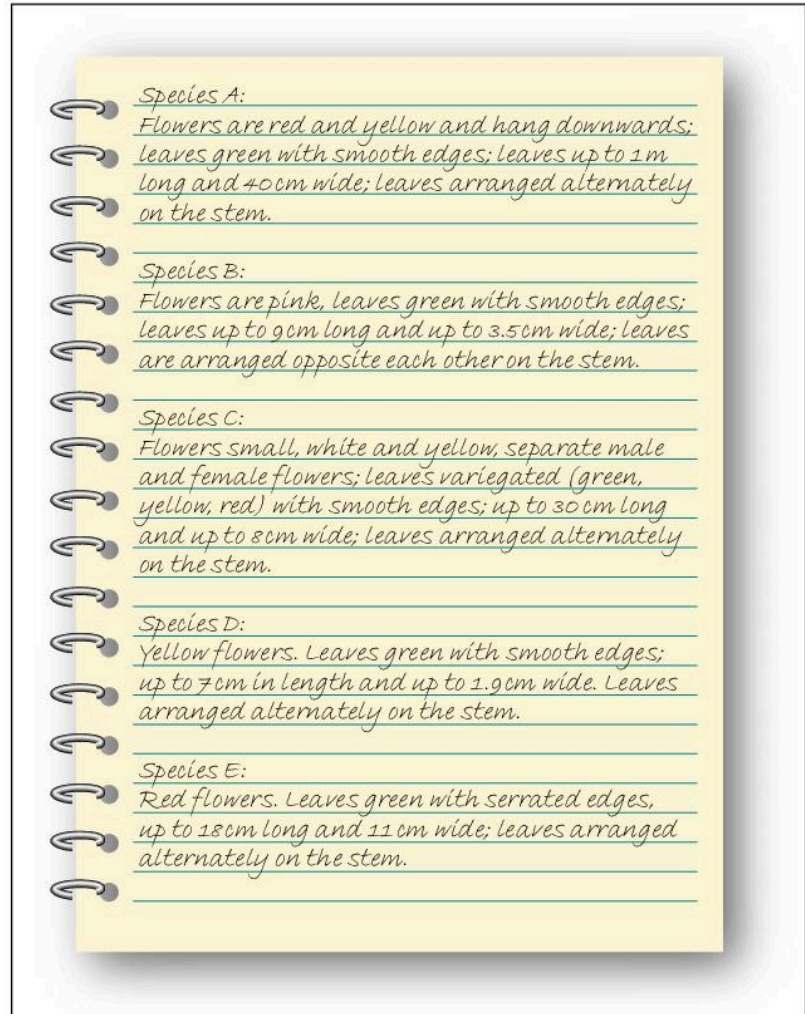 Species A:
Flowers are red and yellow and hang downwards;
leaves green with smooth edges; leaves up to 1m
long and 40cm wide; leaves arranged alternately
on the stem.
Species B:
Flowers are pink, leaves green with smooth edges;
leaves up to 9cm long and up to 3.5cm wide; leaves
are arranged opposite each other on the stem.
Species C:
Flowers small, white and yellow, separate male
and female flowers; leaves variegated (green,
yellow, red) with smooth edges; up to 30 cm long
and up to 8cm wide; leaves arranged alternately
on the stem.
Species D:
Yellow flowers. Leaves green with smooth edges;
up to 7cm in length and up to 1.9cm wide. Leaves
arranged alternately on the stem.
Species E:
Red flowers. Leaves green with serrated edges,
up to 18cm long and 11 cm wide; leaves arranged
alternately on the stem.